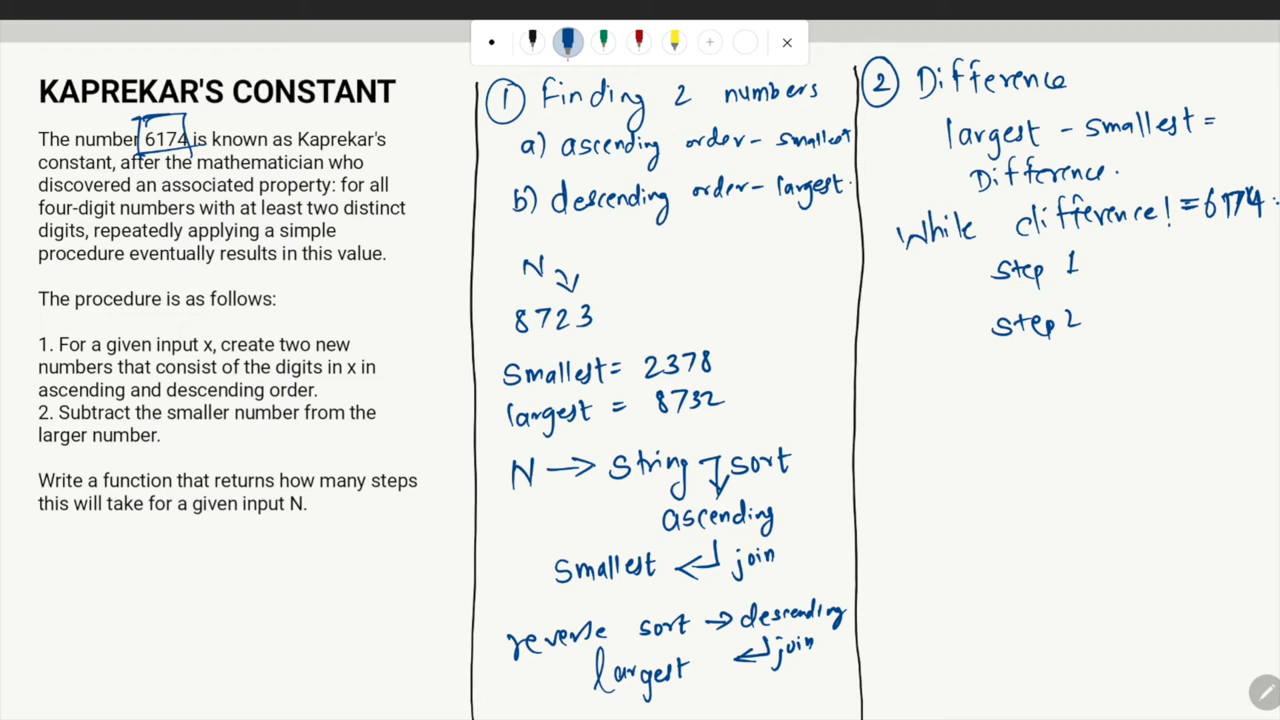 KAPREKAR'S CONSTANT
The number 6174 is known as Kaprekar's
constant, after the mathematician who
discovered an associated property: for all
four-digit numbers with at least two distinct
digits, repeatedly applying a simple
procedure eventually results in this value.
The procedure is as follows:
1. For a given input x, create two new
numbers that consist of the digits in x in
ascending and descending order.
2. Subtract the smaller number from the
larger number.
Write a function that returns how many steps
this will take for a given input N.
1 Finding 2 numbers
a) ascending order - smallest
b) descending order - largest.
N
8723
Smallest = 2378
largest = 8732
N → String sort
ascending
Smallest join
reverse sort → descending
largest join
2 Difference
largest - smallest =
Difference.
While difference != 6174.
Step 1
Step 2